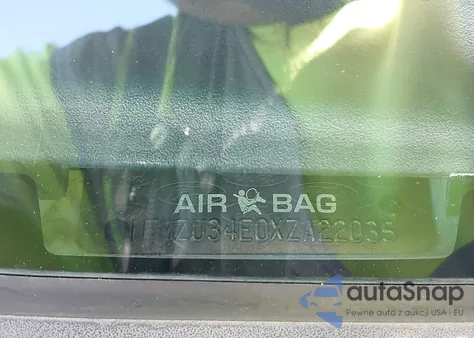 AIR BAG
1FMZU34E0XZA22035
autaSnap
Pewne auta z aukcji USA - EU